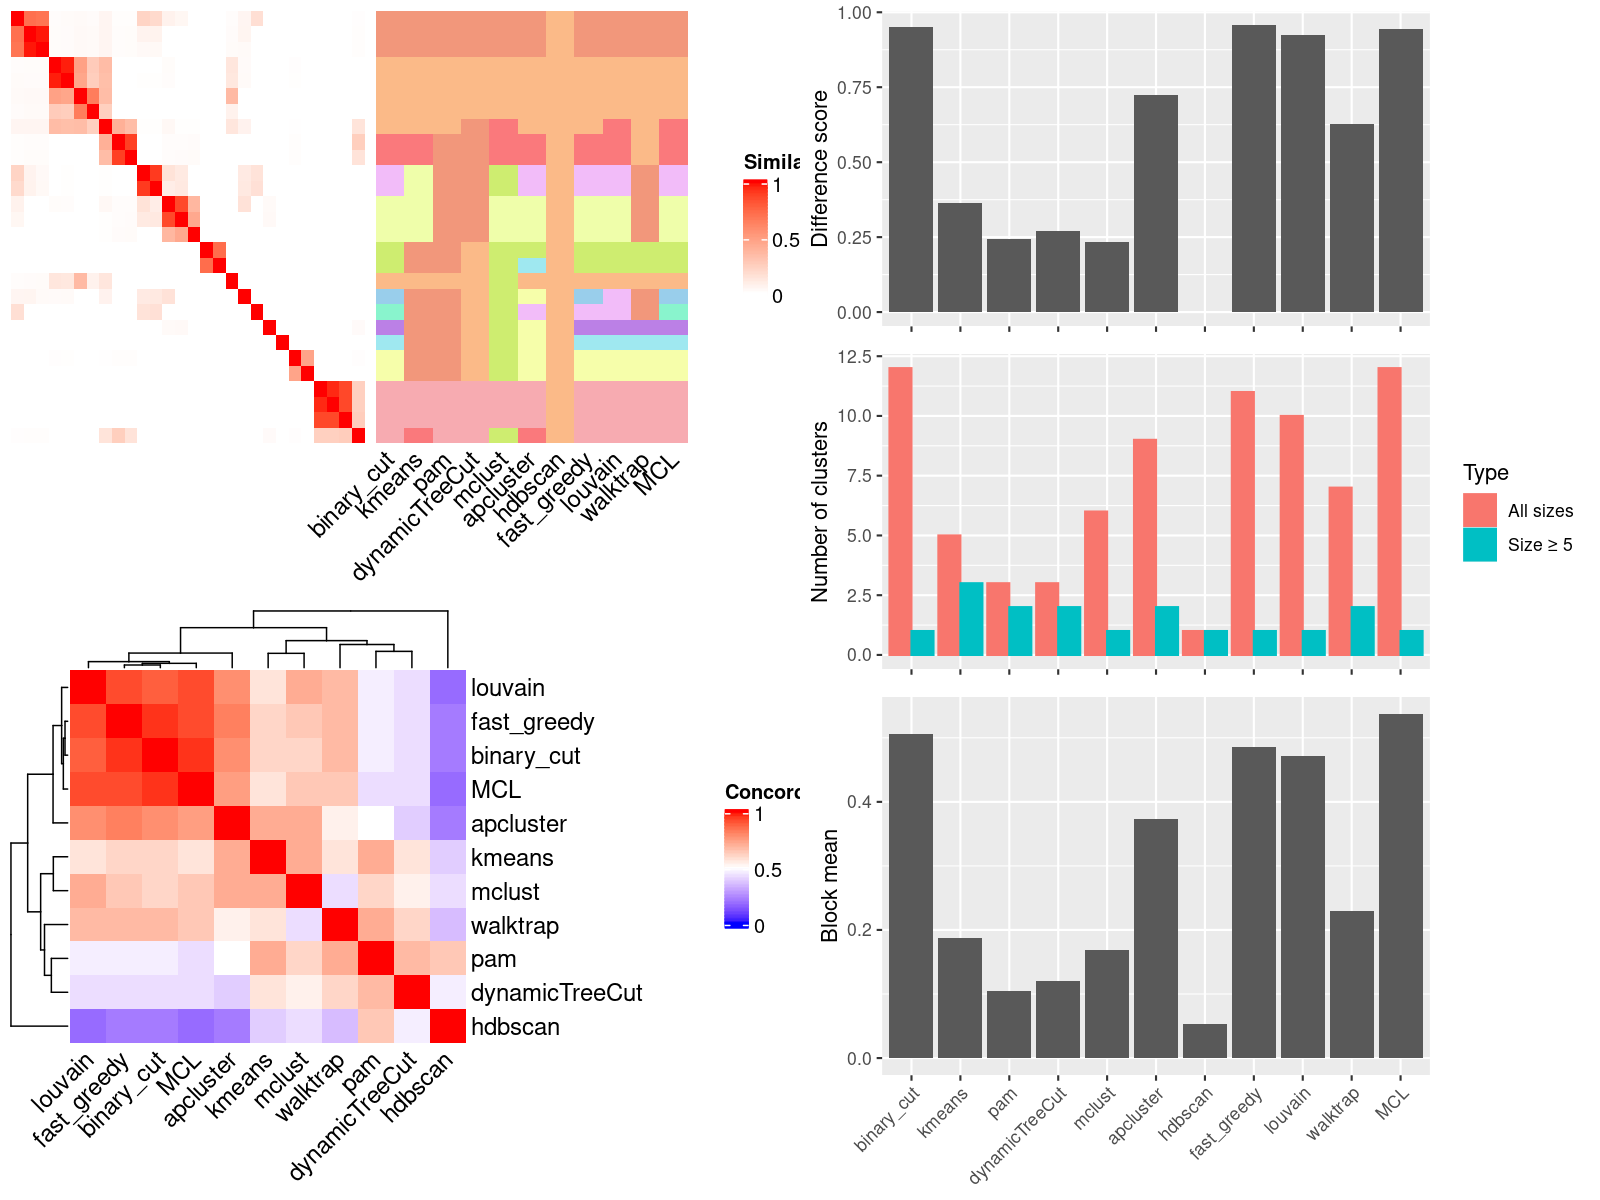 Simila
1
0.5
0
binary_cut
kmeans
pam
dynamicTreeCut
mclust
apcluster
hdbscan
fast_greedy
louvain
walktrap
MCL
louvain
fast_greedy
binary_cut
MCL
apcluster
kmeans
mclust
walktrap
pam
dynamicTreeCut
hdbscan
Concord
1
0.5
0
louvain
fast_greedy
binary_cut
MCL
apcluster
kmeans
mclust
walktrap
pam
dynamicTreeCut
hdbscan
Difference score
1.00
0.75
0.50
0.25
0.00
Number of clusters
12.5
10.0
7.5
5.0
2.5
0.0
Type
All sizes
Size ≥ 5
Block mean
0.4
0.2
0.0
binary_cut
kmeans
pam
dynamicTreeCut
mclust
apcluster
hdbscan
fast_greedy
louvain
walktrap
MCL